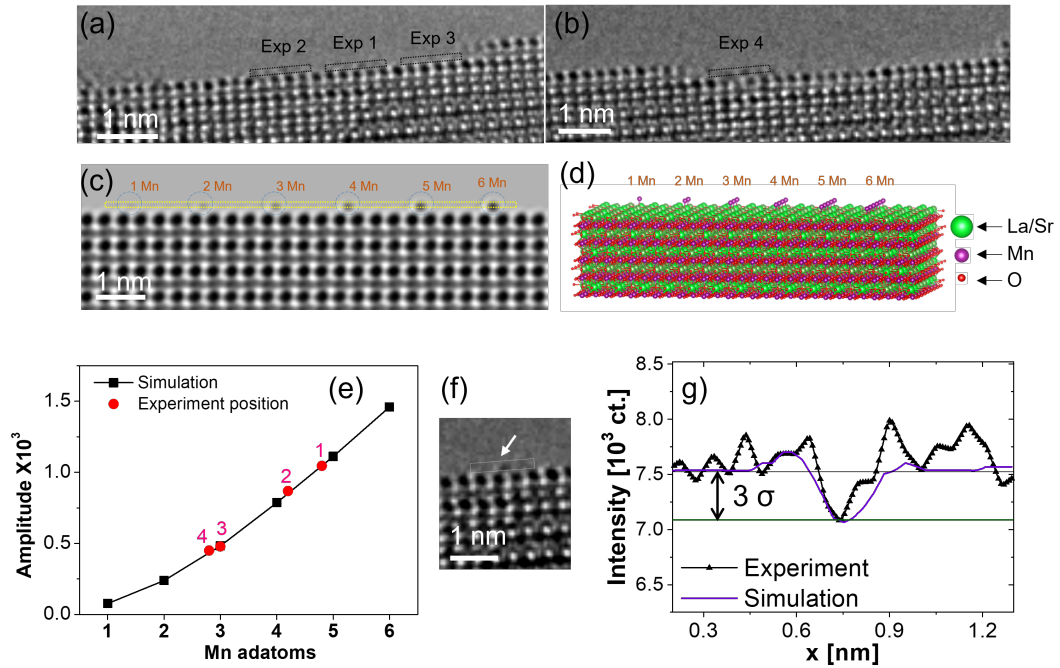 (a)
Exp 2
Exp 1
Exp 3
1 nm
(b)
Exp 4
1 nm
(c)
1 Mn 2 Mn 3 Mn 4 Mn 5 Mn 6 Mn
1 nm
(d)
1 Mn 2 Mn 3 Mn 4 Mn 5 Mn 6 Mn
La/Sr
Mn
O
(e)
Simulation
Experiment position
Amplitude X10³
1.5
1.0
0.5
0.0
1
2
3
4
1 2 3 4 5 6
Mn adatoms
(f)
1 nm
g)
Intensity [10³ ct.]
8.5
8.0
7.5
7.0
6.5
3 σ
Experiment
Simulation
0.3 0.6 0.9 1.2
x [nm]